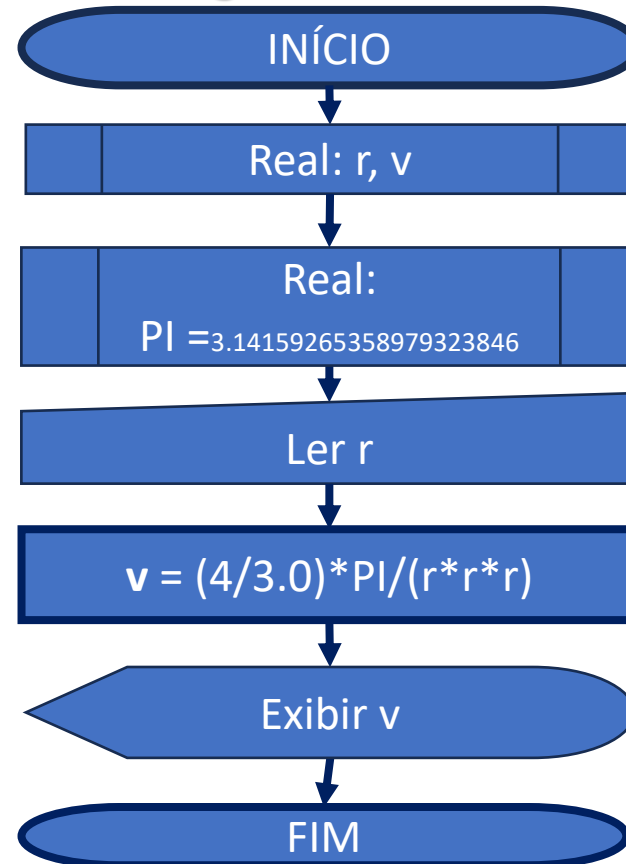 INÍCIO
Real: r, v
Real:
PI =3.14159265358979323846
Ler r
v = (4/3.0)*PI/(r*r*r)
Exibir v
FIM